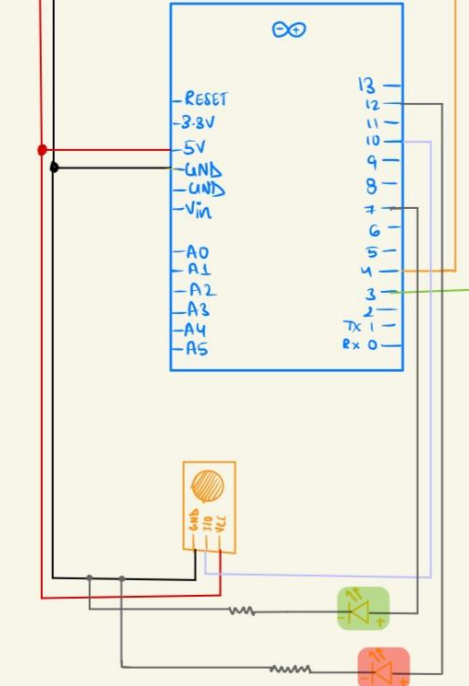 RESET
3.3V
5V
GND
GND
Vin
A0
A1
A2
A3
A4
A5
13
12
11
10
9
8
7
6
5
4
3
2
TX 1
Rx 0
GND
I/O
VCC
- +
- +